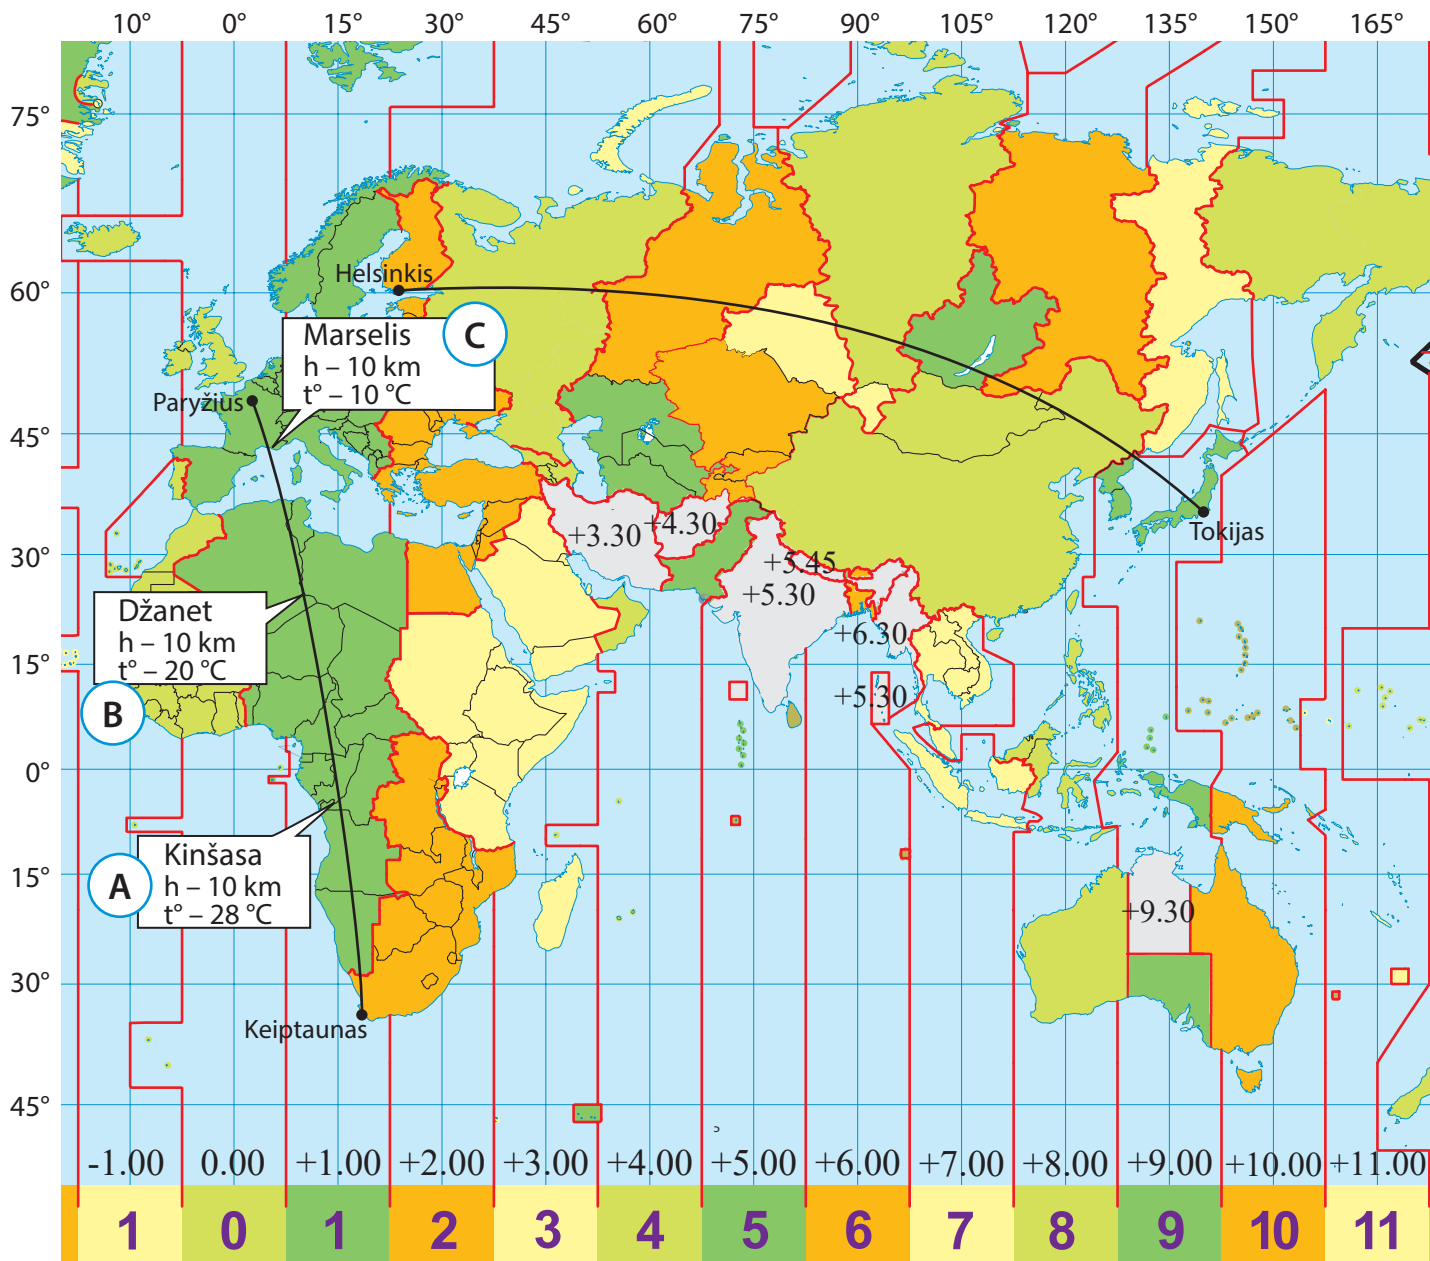 10° 0° 15° 30° 45° 60° 75° 90° 105° 120° 135° 150° 165°
75°
60°
45°
30°
15°
0°
15°
30°
45°
Helsinkis
C
Marselis
h – 10 km
t° – 10 °C
Paryžius
Tokijas
+3.30
+4.30
+5.45
+5.30
+6.30
+5.30
Džanet
h – 10 km
t° – 20 °C
B
A
Kinšasa
h – 10 km
t° – 28 °C
+9.30
Keiptaunas
-1.00 0.00 +1.00 +2.00 +3.00 +4.00 +5.00 +6.00 +7.00 +8.00 +9.00 +10.00 +11.00
1 0 1 2 3 4 5 6 7 8 9 10 11